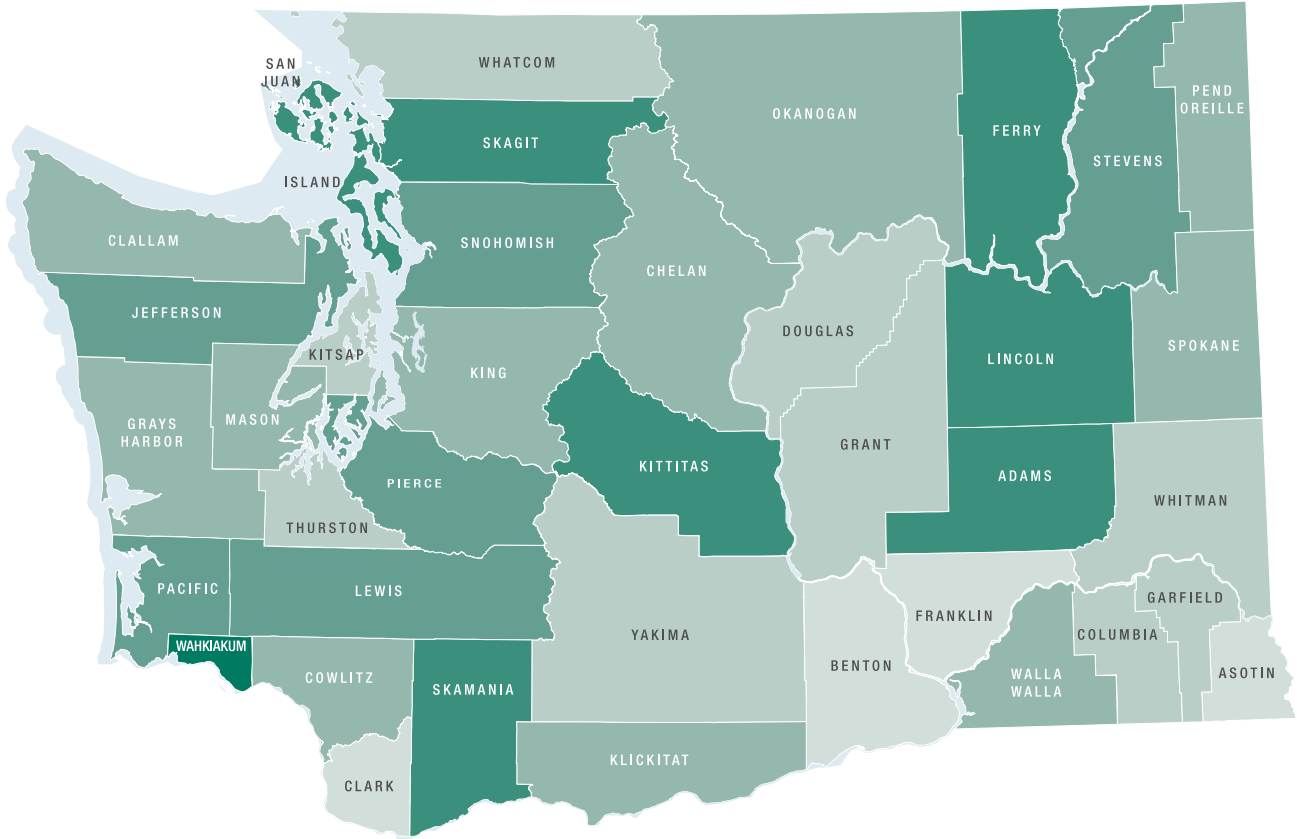 WHATCOM
SAN
JUAN
OKANOGAN
PEND
OREILLE
FERRY
SKAGIT
STEVENS
ISLAND
CLALLAM
SNOHOMISH
CHELAN
JEFFERSON
DOUGLAS
KITSAP
LINCOLN
SPOKANE
KING
GRAYS
HARBOR
MASON
GRANT
KITTITAS
ADAMS
PIERCE
WHITMAN
THURSTON
PACIFIC
LEWIS
GARFIELD
FRANKLIN
YAKIMA
COLUMBIA
WAHKIAKUM
BENTON
COWLITZ
SKAMANIA
WALLA
WALLA
ASOTIN
KLICKITAT
CLARK